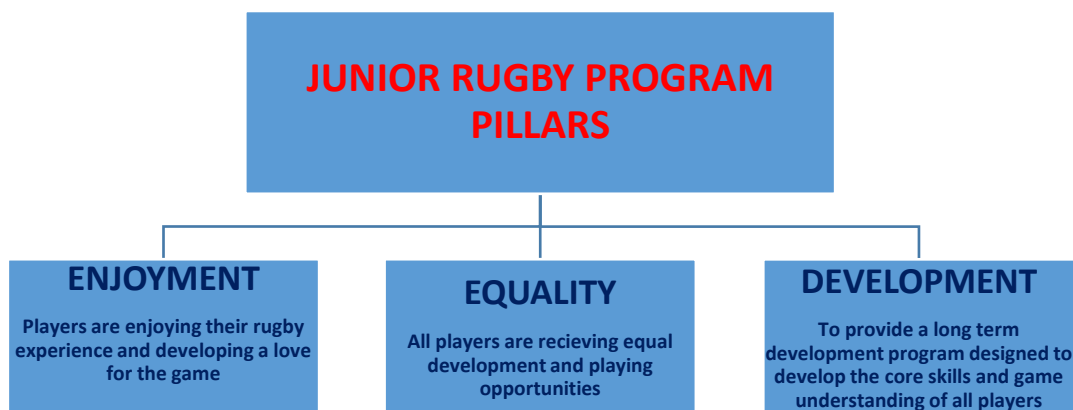 JUNIOR RUGBY PROGRAM
PILLARS
ENJOYMENT
Players are enjoying their rugby
experience and developing a love
for the game
EQUALITY
All players are recieving equal
development and playing
opportunities
DEVELOPMENT
To provide a long term
development program designed to
develop the core skills and game
understanding of all players